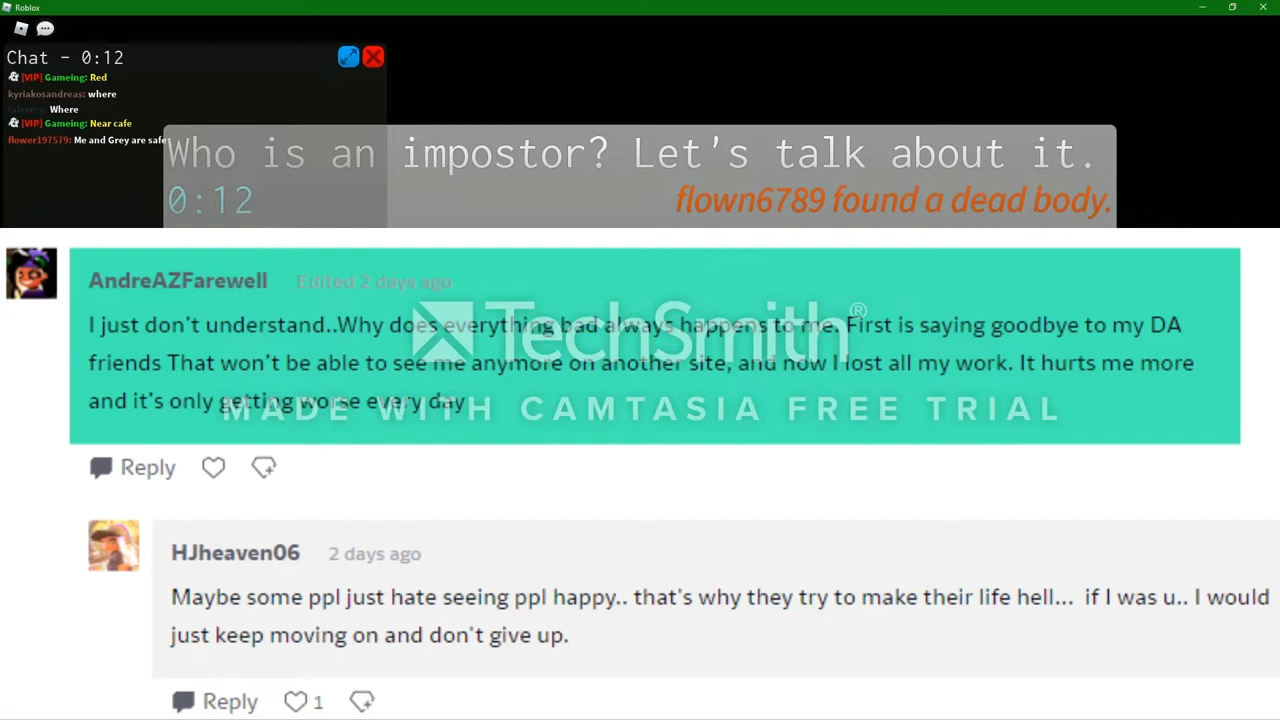 Roblox
Chat - 0:12
[VIP] Gameing: Red
kyriakosandreas: where
Where
[VIP] Gameing: Near cafe
flower197579: Me and Grey are safe
Who is an impostor? Let's talk about it.
0:12
flown6789 found a dead body.
AndreAZFarewell Edited 2 days ago
I just don't understand..Why does everything bad always happens to me. First is saying goodbye to my DA
friends That won't be able to see me anymore on another site, and now I lost all my work. It hurts me more
and it's only getting worse every day
TechSmith®
MADE WITH CAMTASIA FREE TRIAL
Reply
HJheaven06 2 days ago
Maybe some ppl just hate seeing ppl happy.. that's why they try to make their life hell... if I was u.. I would
just keep moving on and don't give up.
Reply 1